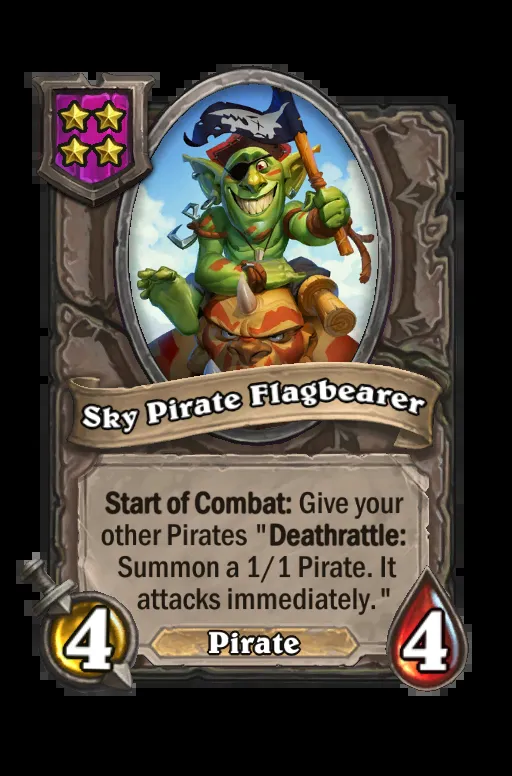 Sky Pirate Flagbearer
Start of Combat: Give your
other Pirates "Deathrattle:
Summon a 1/1 Pirate. It
attacks immediately."
4
Pirate
4